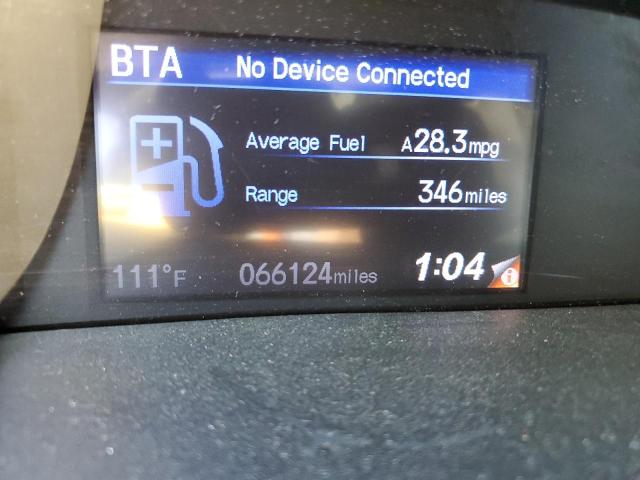 BTA No Device Connected
Average Fuel A28.3mpg
Range 346miles
111°F 066124miles 1:04 i